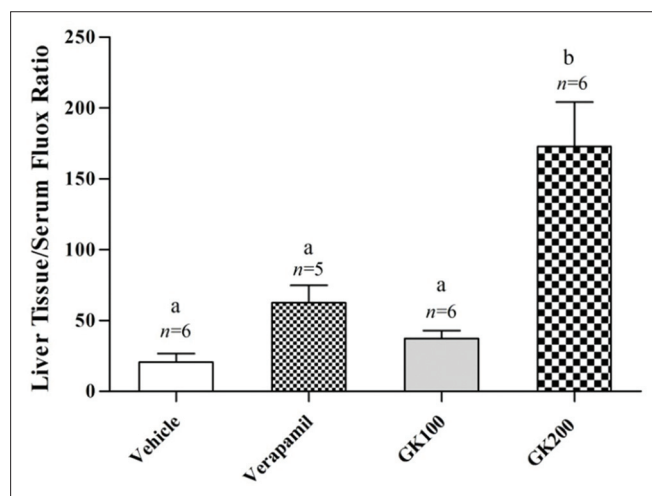 Liver Tissue/Serum Fluox Ratio
250
200
150
100
50
0
a
n=6
a
n=5
a
n=6
b
n=6
Vehicle
Verapamil
GK100
GK200